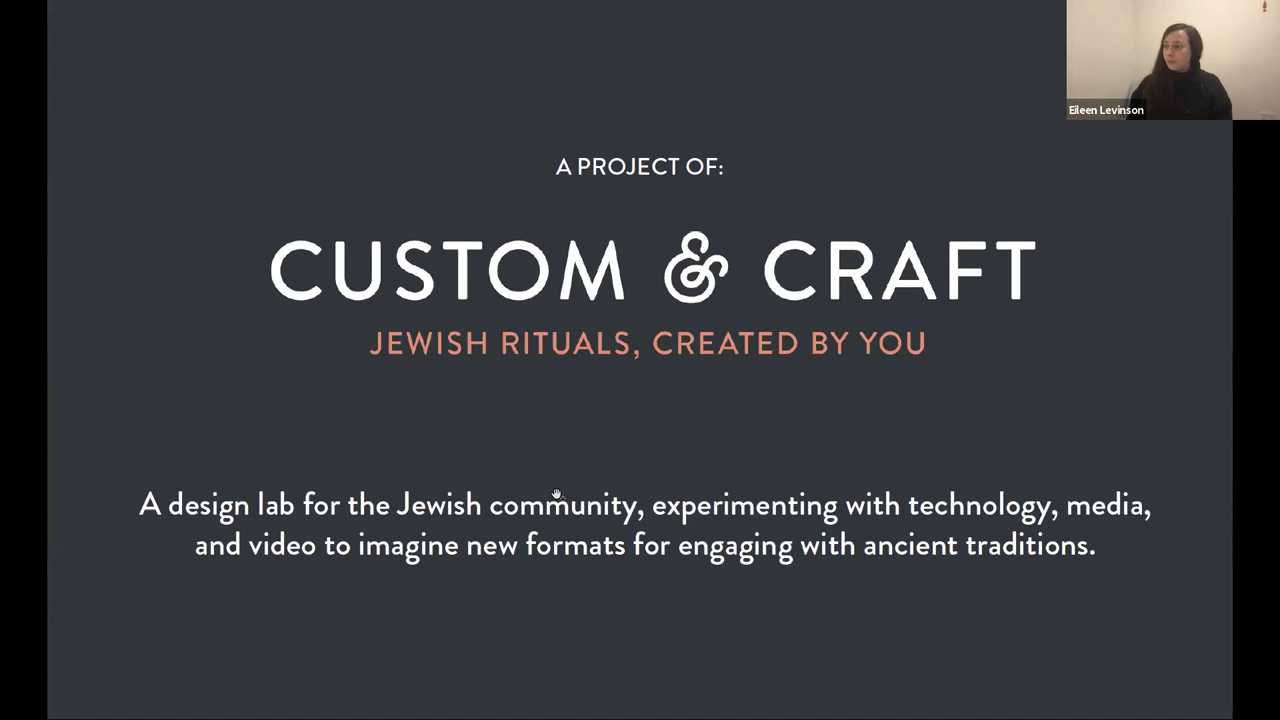 Eileen Levinson
A PROJECT OF:
CUSTOM & CRAFT
JEWISH RITUALS, CREATED BY YOU
A design lab for the Jewish community, experimenting with technology, media,
and video to imagine new formats for engaging with ancient traditions.